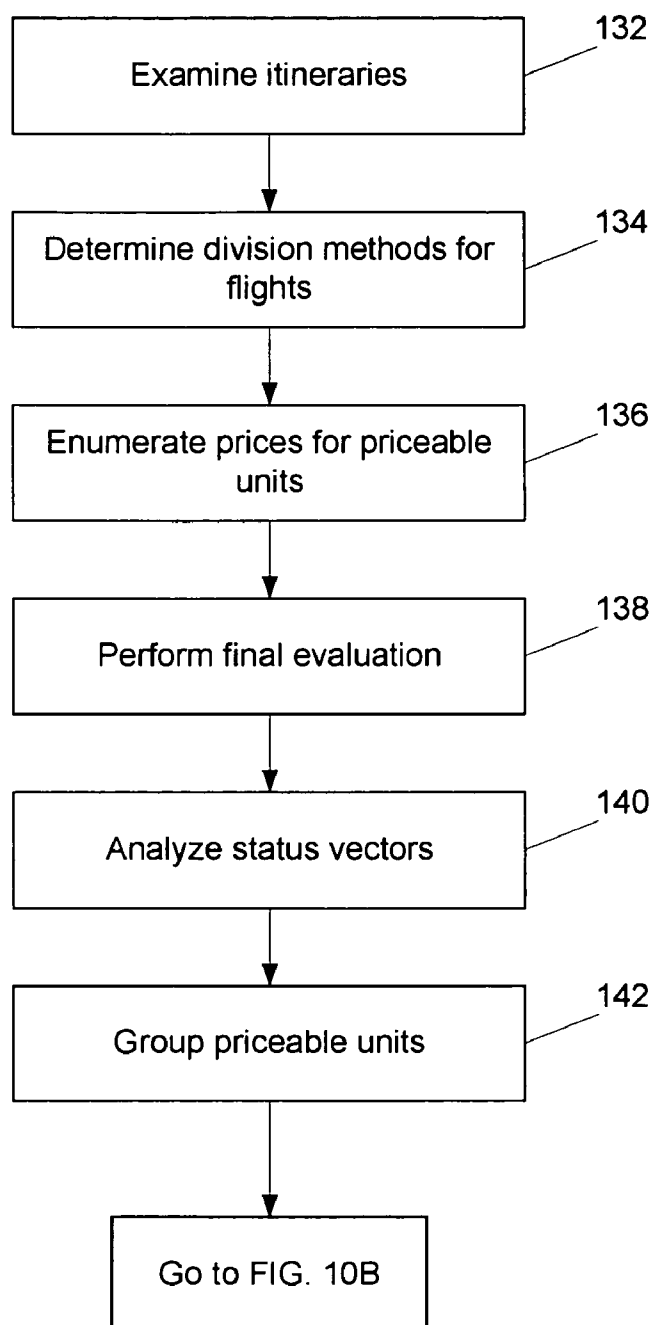 132
Examine itineraries
134
Determine division methods for
flights
136
Enumerate prices for priceable
units
138
Perform final evaluation
140
Analyze status vectors
142
Group priceable units
Go to FIG. 10B